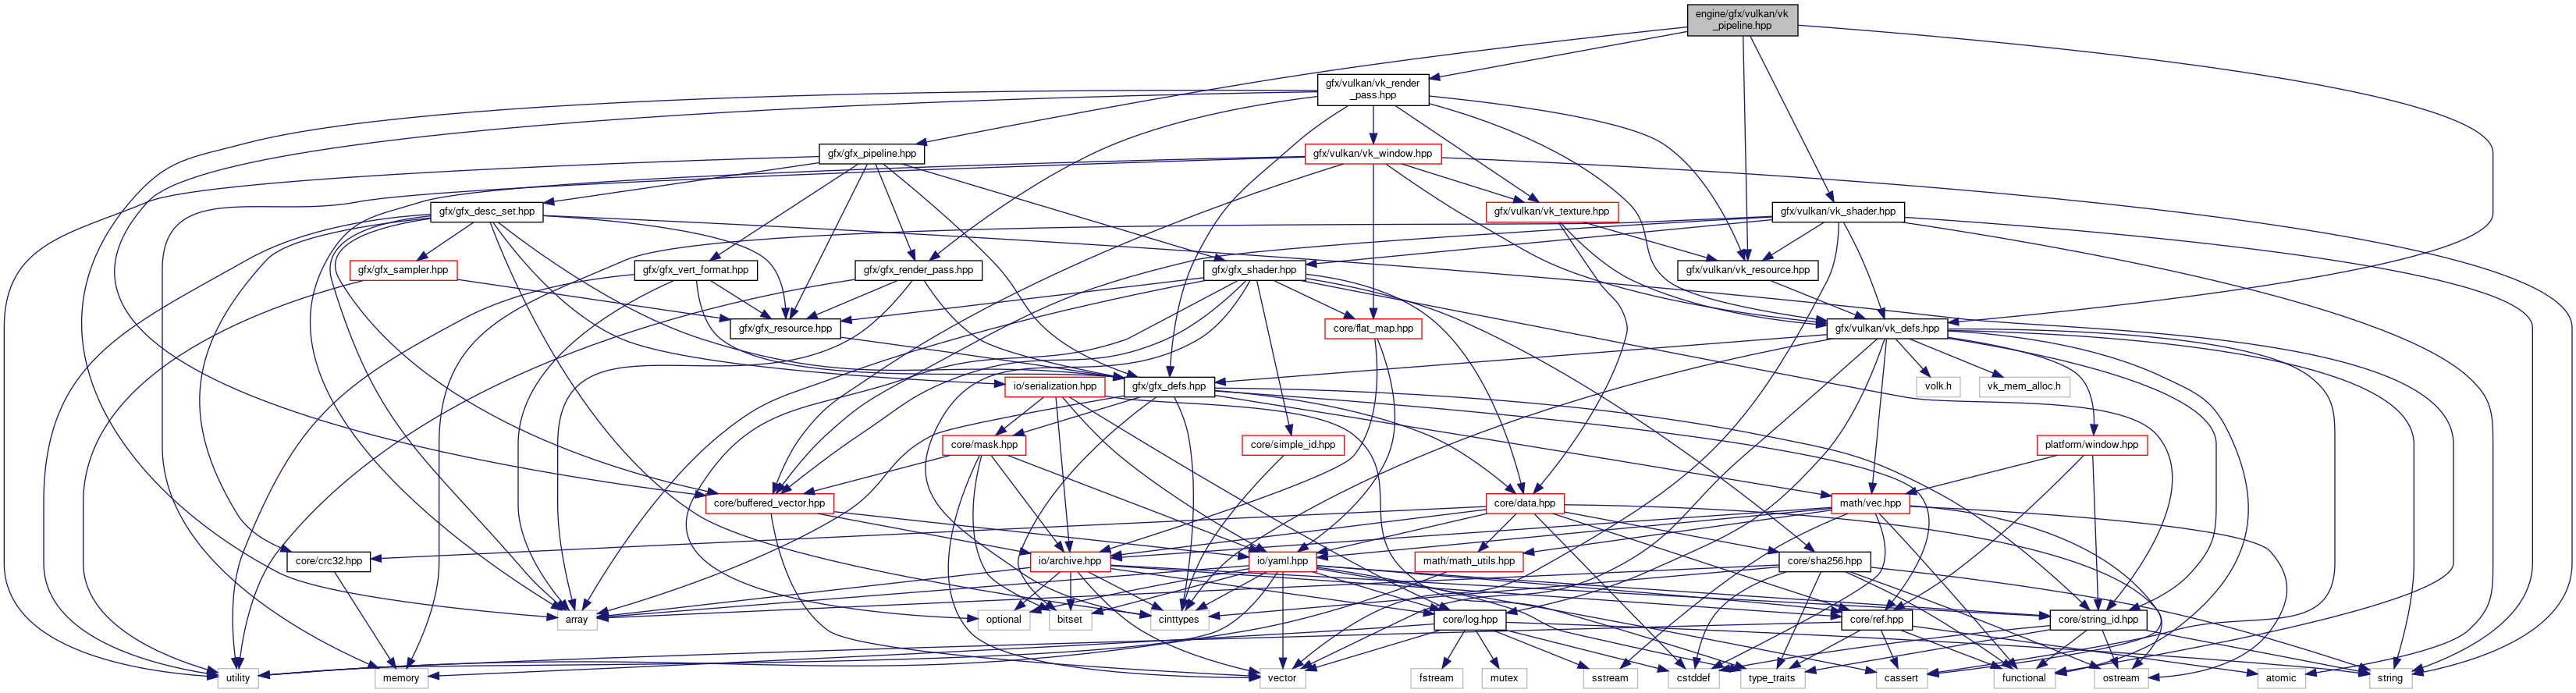 engine/gfx/vulkan/vk
_pipeline.hpp
gfx/vulkan/vk_render
_pass.hpp
gfx/gfx_pipeline.hpp
gfx/vulkan/vk_window.hpp
gfx/gfx_desc_set.hpp
gfx/vulkan/vk_texture.hpp
gfx/vulkan/vk_shader.hpp
gfx/gfx_sampler.hpp
gfx/gfx_vert_format.hpp
gfx/gfx_render_pass.hpp
gfx/gfx_shader.hpp
gfx/vulkan/vk_resource.hpp
gfx/gfx_resource.hpp
core/flat_map.hpp
gfx/vulkan/vk_defs.hpp
io/serialization.hpp
gfx/gfx_defs.hpp
volk.h
vk_mem_alloc.h
core/mask.hpp
core/simple_id.hpp
platform/window.hpp
core/buffered_vector.hpp
core/data.hpp
math/vec.hpp
core/crc32.hpp
io/archive.hpp
io/yaml.hpp
math/math_utils.hpp
core/sha256.hpp
array
optional
bitset
cinttypes
core/log.hpp
core/ref.hpp
core/string_id.hpp
utility
memory
vector
fstream
mutex
sstream
cstddef
type_traits
cassert
functional
ostream
atomic
string